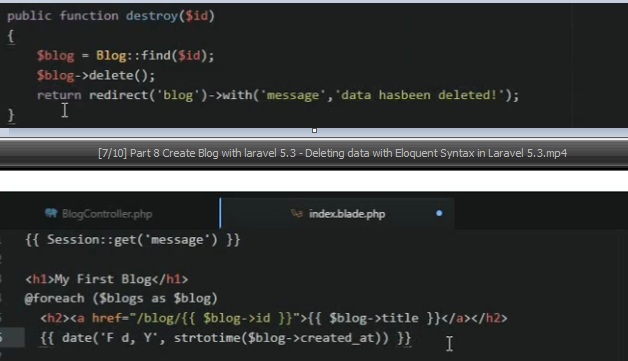 public function destroy($id)
{
$blog = Blog::find($id);
$blog->delete();
return redirect('blog')->with('message','data hasbeen deleted!');
}
[7/10] Part 8 Create Blog with laravel 5.3 - Deleting data with Eloquent Syntax in Laravel 5.3.mp4
BlogController.php index.blade.php
{{ Session::get('message') }}
<h1>My First Blog</h1>
@foreach ($blogs as $blog)
<h2><a href="/blog/{{ $blog->id }}">{{ $blog->title }}</a></h2>
{{ date('F d, Y', strtotime($blog->created_at)) }}